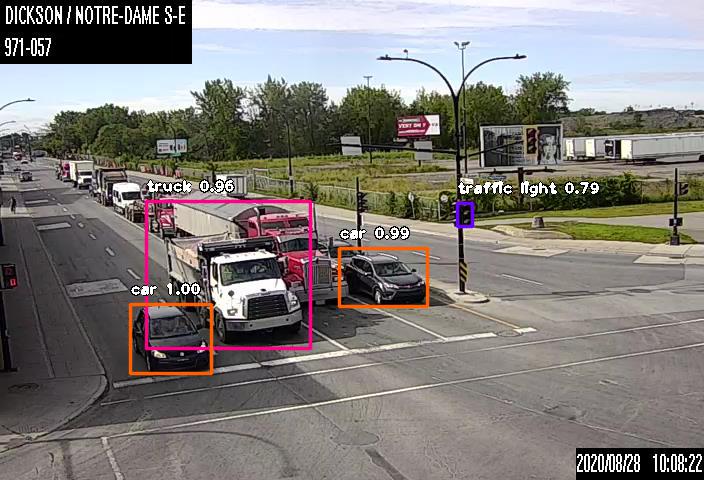 DICKSON / NOTRE-DAME S-E
971-057
truck 0.96
traffic light 0.79
car 0.99
car 1.00
2020/08/28 10:08:22